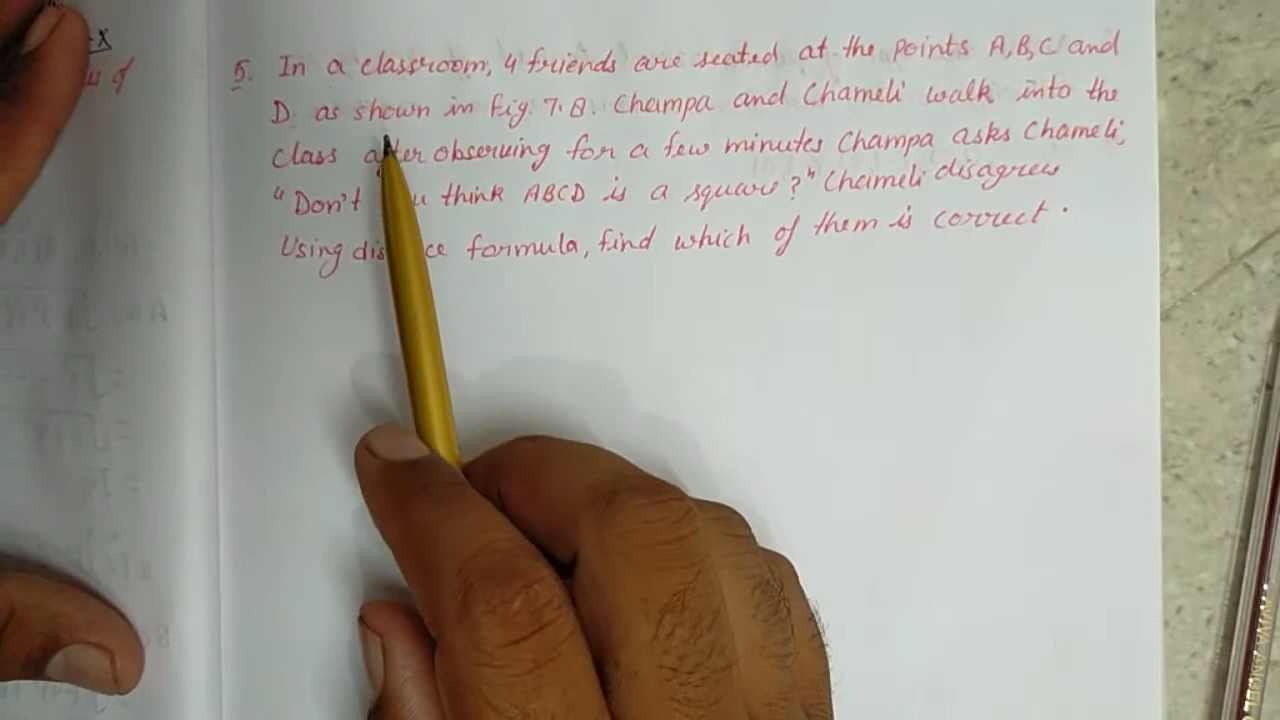 5. In a classroom, 4 friends are seated at the points A,B,C and
D. as shown in Fig. 7.8. Champa and Chameli walk into the
class after observing for a few minutes Champa asks Chameli,
"Don't think ABCD is a square?" Chameli disagrees
Using formula, find which of them is correct.